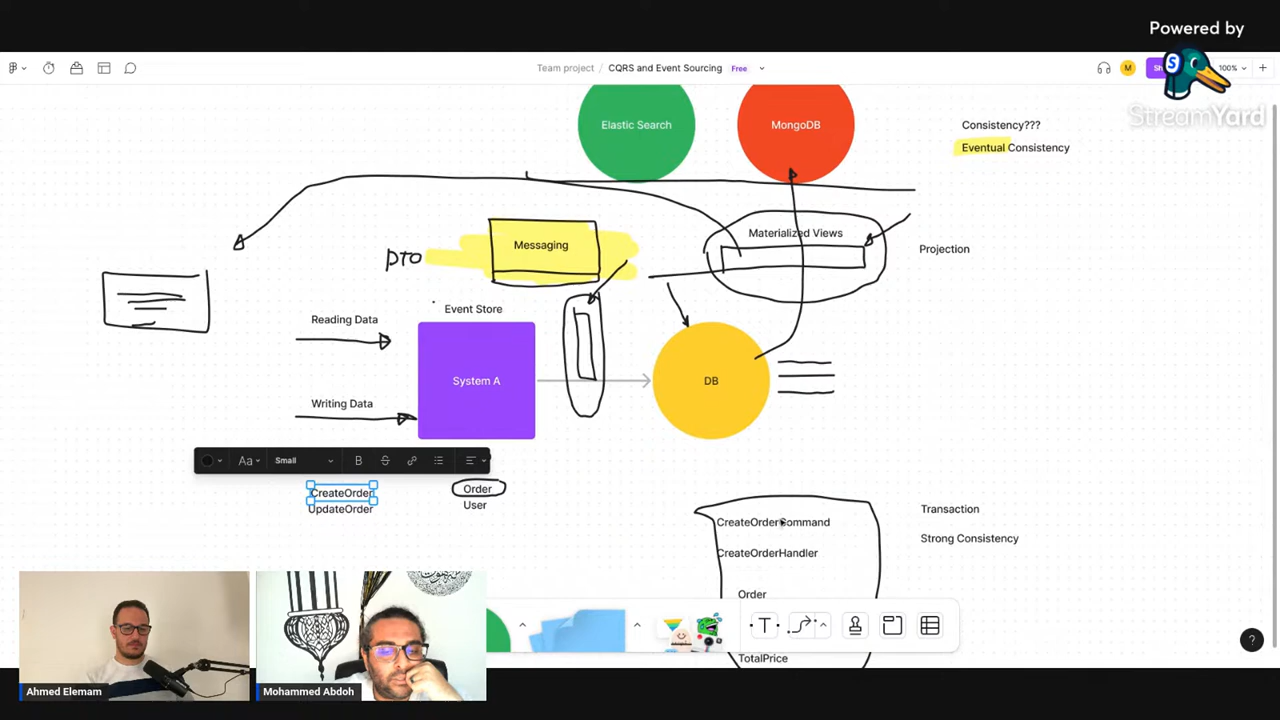 Powered by
StreamYard
Team project / CQRS and Event Sourcing Free
M
Sh
100%
Elastic Search
MongoDB
Consistency???
Eventual Consistency
Messaging
Materialized Views
DTO
Projection
Event Store
Reading Data
System A
DB
Writing Data
Aa Small B S
CreateOrder
UpdateOrder
Order
User
CreateOrderCommand
CreateOrderHandler
Order
TotalPrice
Transaction
Strong Consistency
T
?
Ahmed Elemam
Mohammed Abdoh